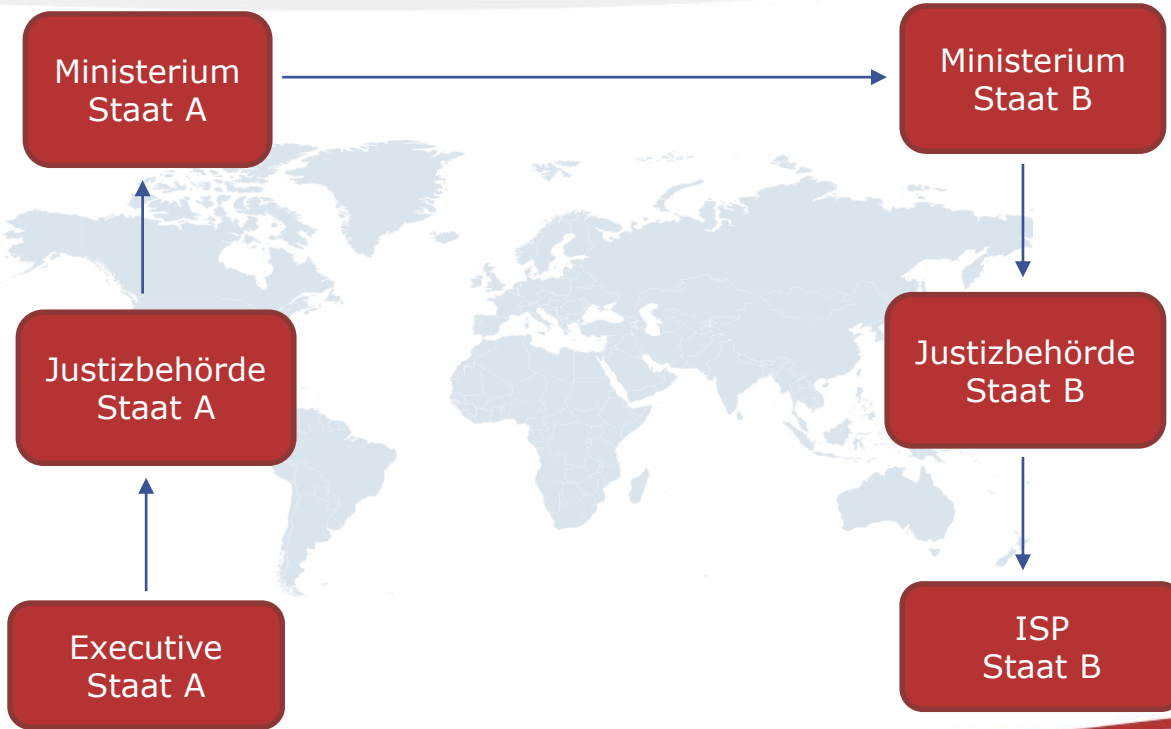 Ministerium
Staat A
Ministerium
Staat B
Justizbehörde
Staat A
Justizbehörde
Staat B
Executive
Staat A
ISP
Staat B